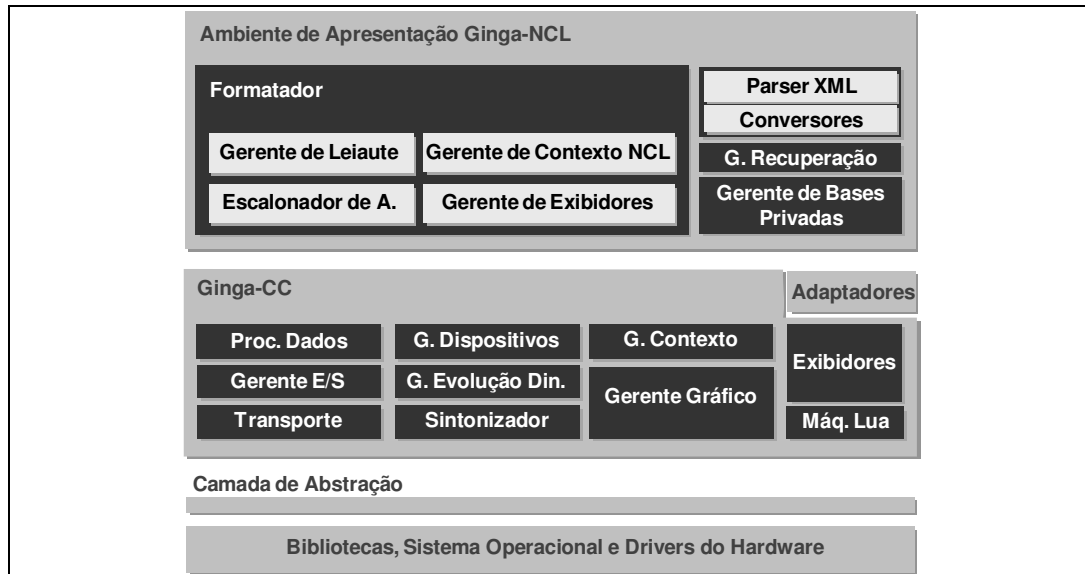 Ambiente de Apresentação Ginga-NCL
Formatador
Gerente de Leiaute
Gerente de Contexto NCL
Escalonador de A.
Gerente de Exibidores
Parser XML
Conversores
G. Recuperação
Gerente de Bases
Privadas
Ginga-CC
Adaptadores
Proc. Dados
G. Dispositivos
G. Contexto
Exibidores
Gerente E/S
G. Evolução Din.
Gerente Gráfico
Transporte
Sintonizador
Máq. Lua
Camada de Abstração
Bibliotecas, Sistema Operacional e Drivers do Hardware